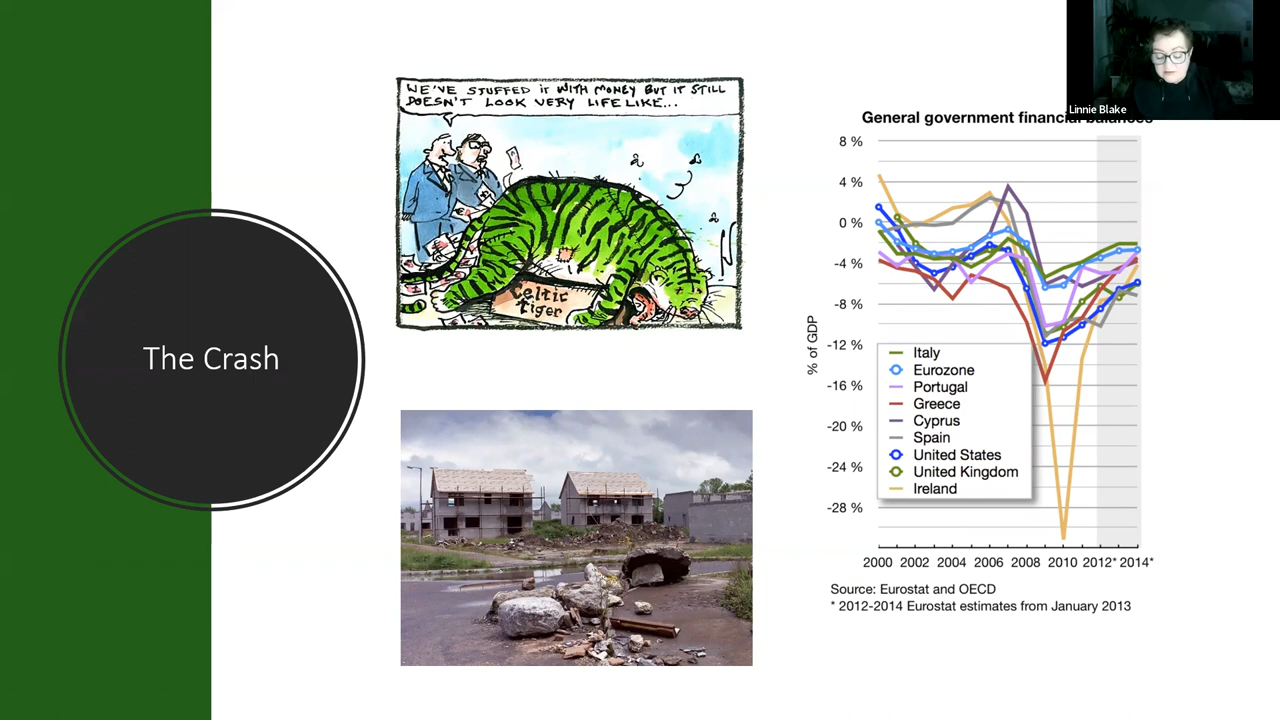 The Crash
WE'VE STUFFED IT WITH MONEY BUT IT STILL
DOESN'T LOOK VERY LIFELIKE...
Celtic
tiger
Linnie Blake
General government financial balances
8 %
4 %
0 %
-4 %
-8 %
-12 %
-16 %
-20 %
-24 %
-28 %
% of GDP
Italy
Eurozone
Portugal
Greece
Cyprus
Spain
United States
United Kingdom
Ireland
2000 2002 2004 2006 2008 2010 2012* 2014*
Source: Eurostat and OECD
* 2012-2014 Eurostat estimates from January 2013